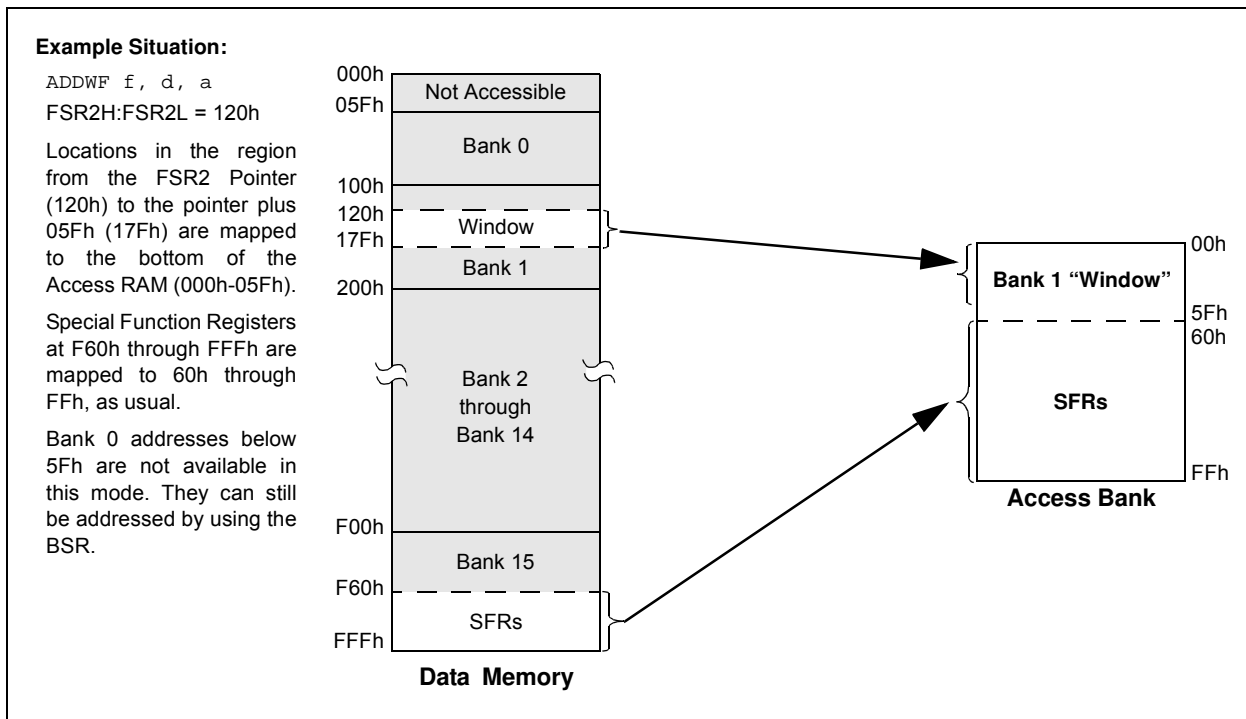 Example Situation:
ADDWF f, d, a
FSR2H:FSR2L = 120h
Locations in the region
from the FSR2 Pointer
(120h) to the pointer plus
05Fh (17Fh) are mapped
to the bottom of the
Access RAM (000h-05Fh).
Special Function Registers
at F60h through FFFh are
mapped to 60h through
FFh, as usual.
Bank 0 addresses below
5Fh are not available in
this mode. They can still
be addressed by using the
BSR.
000h
Not Accessible
05Fh
Bank 0
100h
120h
Window
17Fh
Bank 1
200h
Bank 2
through
Bank 14
F00h
Bank 15
F60h
SFRs
FFFh
Data Memory
00h
Bank 1 “Window”
5Fh
60h
SFRs
FFh
Access Bank